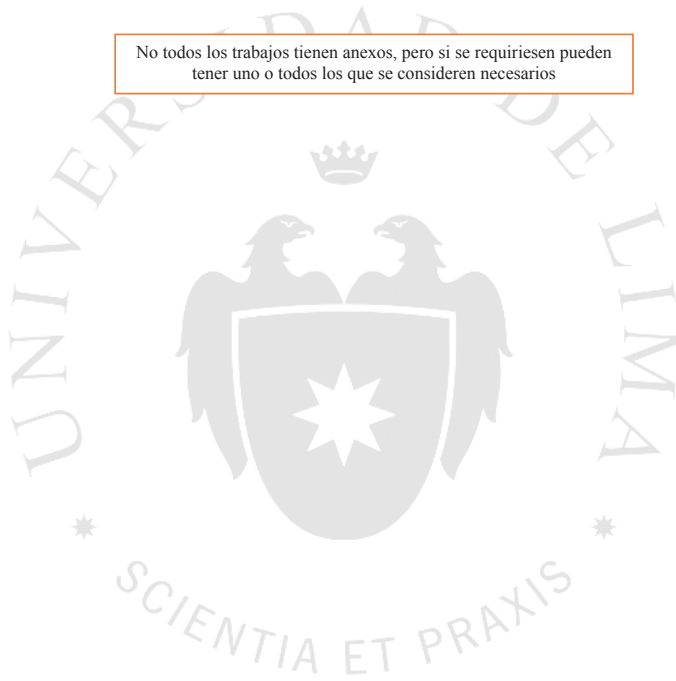 No todos los trabajos tienen anexos, pero si se requiriesen pueden
tener uno o todos los que se consideren necesarios
UNIVERSIDAD DE LIMA
SCIENTIA ET PRAXIS